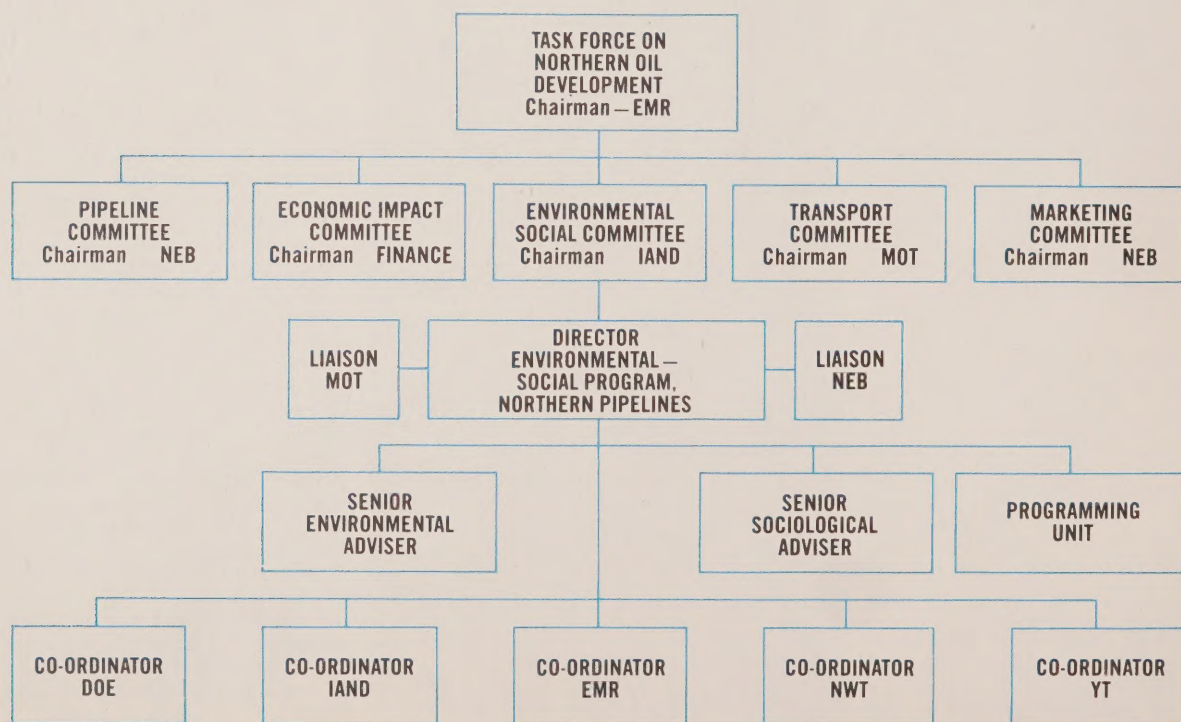 TASK FORCE ON
NORTHERN OIL
DEVELOPMENT
Chairman — EMR
PIPELINE
COMMITTEE
Chairman NEB
ECONOMIC IMPACT
COMMITTEE
Chairman FINANCE
ENVIRONMENTAL
SOCIAL COMMITTEE
Chairman IAND
TRANSPORT
COMMITTEE
Chairman MOT
MARKETING
COMMITTEE
Chairman NEB
LIAISON
MOT
DIRECTOR
ENVIRONMENTAL —
SOCIAL PROGRAM,
NORTHERN PIPELINES
LIAISON
NEB
SENIOR
ENVIRONMENTAL
ADVISER
SENIOR
SOCIOLOGICAL
ADVISER
PROGRAMMING
UNIT
CO-ORDINATOR
DOE
CO-ORDINATOR
IAND
CO-ORDINATOR
EMR
CO-ORDINATOR
NWT
CO-ORDINATOR
YT